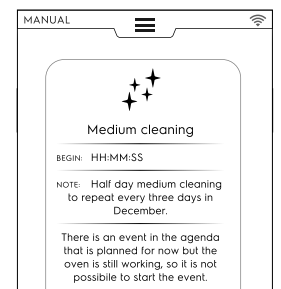 MANUAL
Medium cleaning
BEGIN: HH:MM:SS
NOTE: Half day medium cleaning
to repeat every three days in
December.
There is an event in the agenda
that is planned for now but the
oven is still working, so it is not
possibile to start the event.